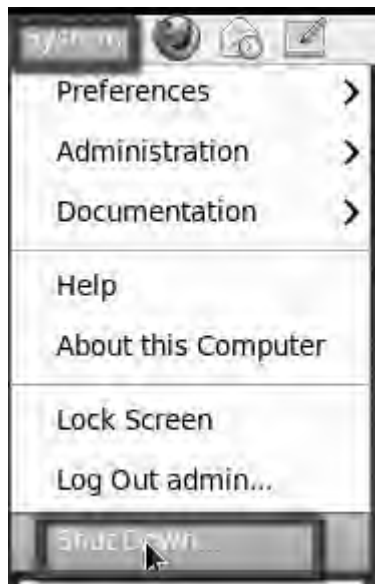 System
Preferences
Administration
Documentation
Help
About this Computer
Lock Screen
Log Out admin...
Shut Down...